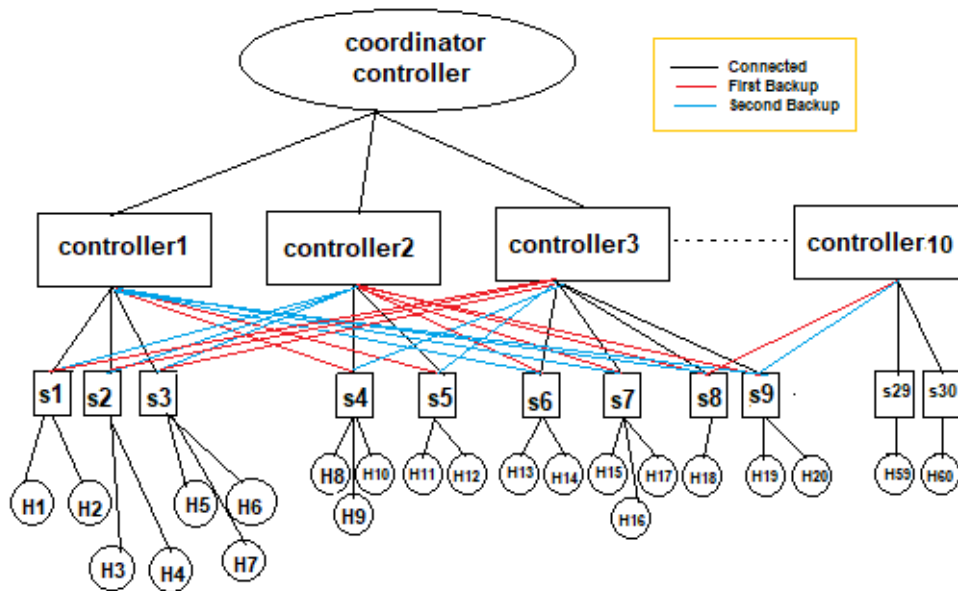 coordinator
controller
Connected
First Backup
Second Backup
controller1
controller2
controller3
controller10
s1
s2
s3
s4
s5
s6
s7
s8
s9
s29
s30
H1
H2
H3
H4
H5
H6
H7
H8
H9
H10
H11
H12
H13
H14
H15
H16
H17
H18
H19
H20
H59
H60